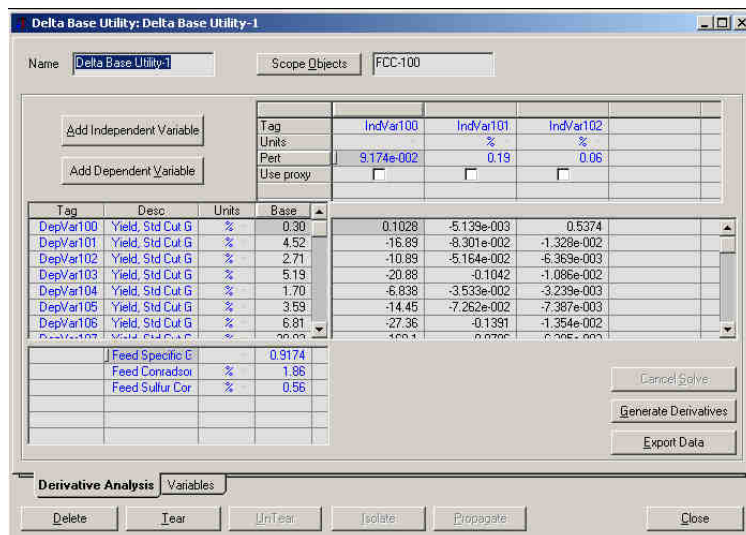 Delta Base Utility: Delta Base Utility-1
Name Delta Base Utility-1 Scope Objects FCC-100
Add Independent Variable
Add Dependent Variable
Tag IndVar100 IndVar101 IndVar102
Units % %
Pert 9.174e-002 0.19 0.06
Use proxy
Tag Desc Units Base
DepVar100 Yield, Std Cut G % 0.30 0.1028 -5.139e-003 0.5374
DepVar101 Yield, Std Cut G % 4.52 -16.89 -8.301e-002 -1.328e-002
DepVar102 Yield, Std Cut G % 2.71 -10.89 -5.164e-002 -6.369e-003
DepVar103 Yield, Std Cut G % 5.19 -20.88 -0.1042 -1.086e-002
DepVar104 Yield, Std Cut G % 1.70 -6.838 -3.533e-002 -3.239e-003
DepVar105 Yield, Std Cut G % 3.59 -14.45 -7.262e-002 -7.387e-003
DepVar106 Yield, Std Cut G % 6.81 -27.36 -0.1391 -1.354e-002
Feed Specific G 0.9174
Feed Conradsor % 1.86
Feed Sulfur Cor % 0.56
Cancel Solve
Generate Derivatives
Export Data
Derivative Analysis Variables
Delete Tear UnTear Isolate Propagate Close